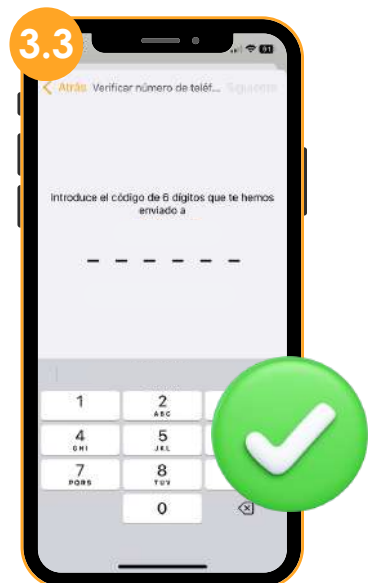 3.3
61
Atrás Verificar número de teléf... Siguiente
Introduce el código de 6 dígitos que te hemos
enviado a
1 2
ABC
4 5
GHI JKL
7 8
PQRS TUV
0